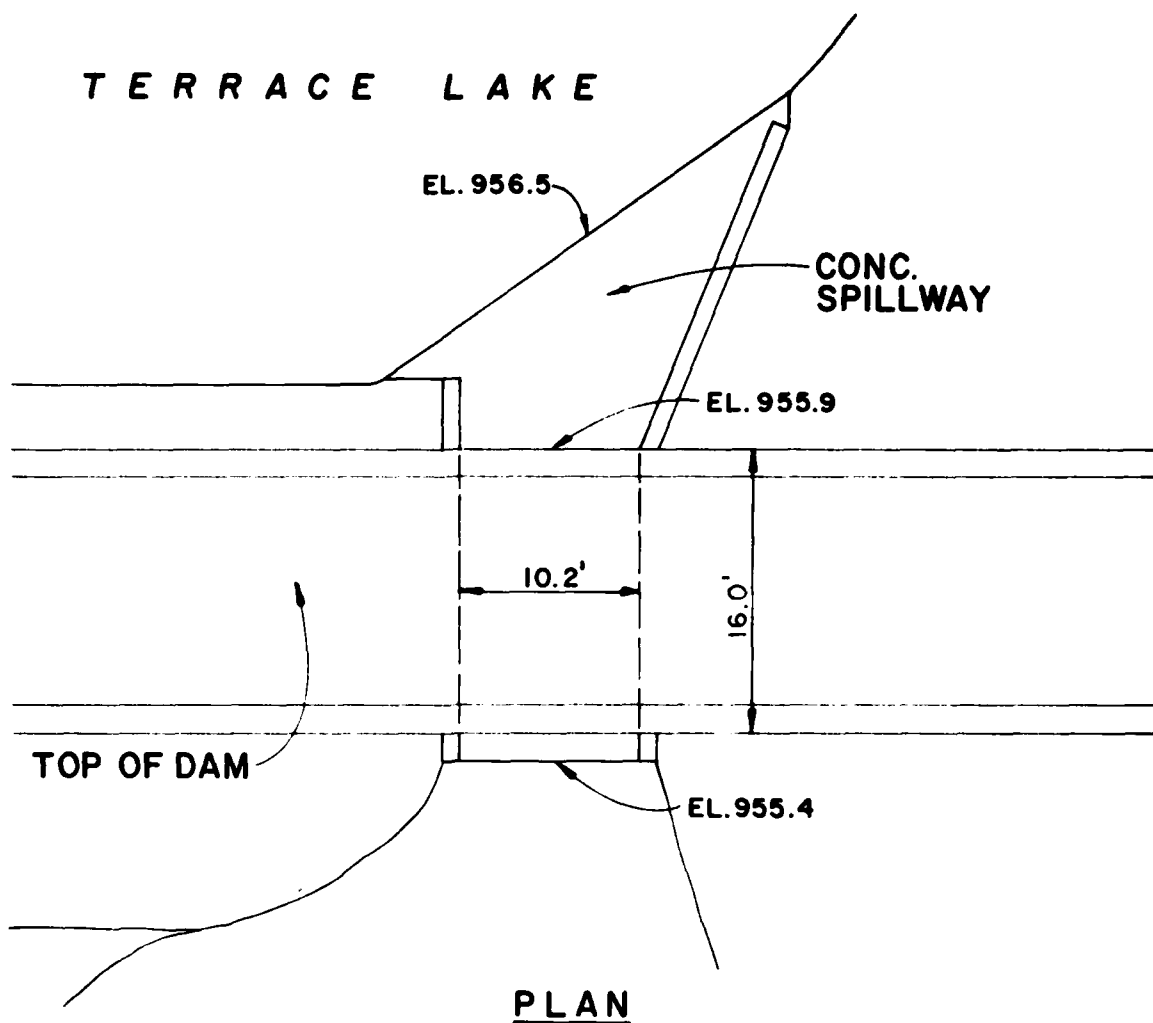 TERRACE LAKE
EL. 956.5
CONC.
SPILLWAY
EL. 955.9
10.2'
16.0'
TOP OF DAM
EL. 955.4
PLAN